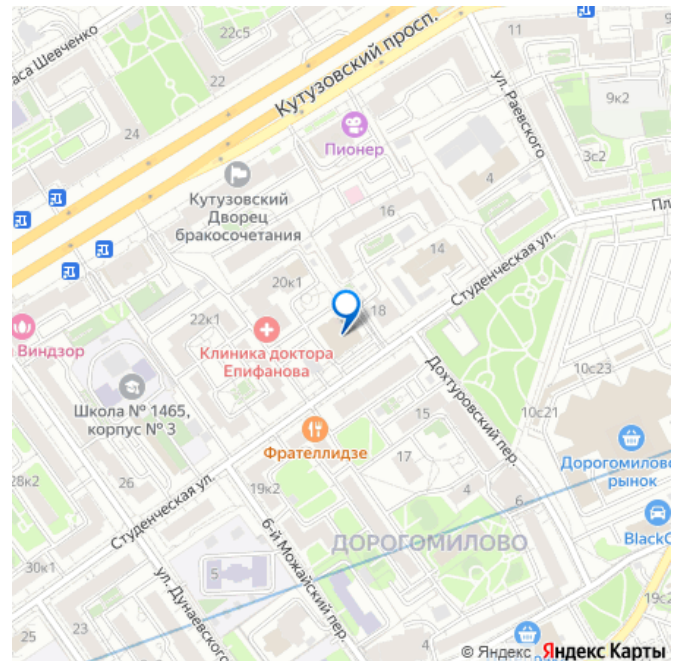 аса Шевченко
22с5
22
24
Кутузовский просп.
11
9
ул. Раевского
9к2
3с2
Пионер
4
Кутузовский
Дворец
бракосочетания
16
14
Пл
Студенческая ул.
20к1
18
22к1
Виндзор
Клиника доктора
Епифанова
Школа № 1465,
корпус № 3
Дохтуровский пер.
10с23
10с21
15
Фрателлидзе
17
Дорогомиловс
рынок
28к2
26
19к2
4
6
BlackC
Студенческая ул.
6-й Можайский пер.
ДОРОГОМИЛОВО
30к1
5
ул. Дунаевского
19с2
25
23
4
© Яндекс Яндекс Карты